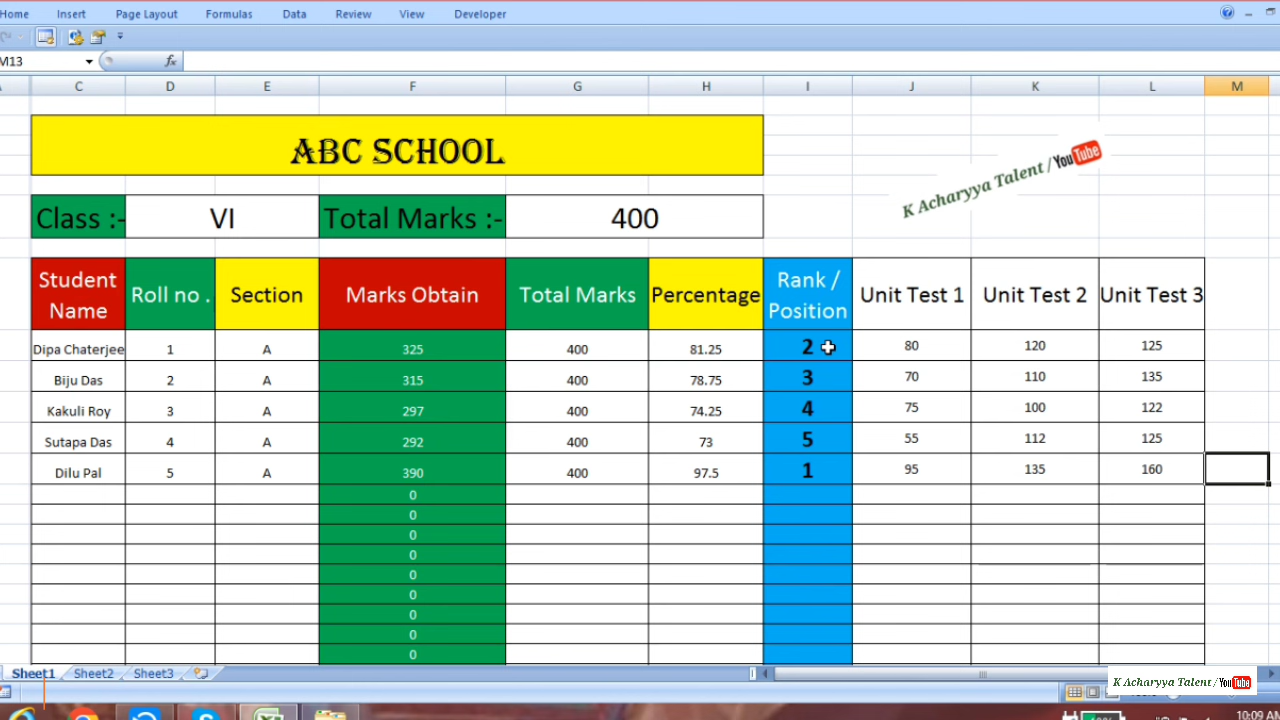 Home Insert Page Layout Formulas Data Review View Developer
M13 fx
C D E F G H I J K L M
ABC SCHOOL
K Acharyya Talent / YouTube
Class :- VI Total Marks :- 400
Student Name Roll no . Section Marks Obtain Total Marks Percentage Rank / Position Unit Test 1 Unit Test 2 Unit Test 3
Dipa Chaterjee 1 A 325 400 81.25 2 80 120 125
Biju Das 2 A 315 400 78.75 3 70 110 135
Kakuli Roy 3 A 297 400 74.25 4 75 100 122
Sutapa Das 4 A 292 400 73 5 55 112 125
Dilu Pal 5 A 390 400 97.5 1 95 135 160
0
0
0
0
0
0
0
0
0
Sheet1 Sheet2 Sheet3
K Acharyya Talent / YouTube
10:09 AM